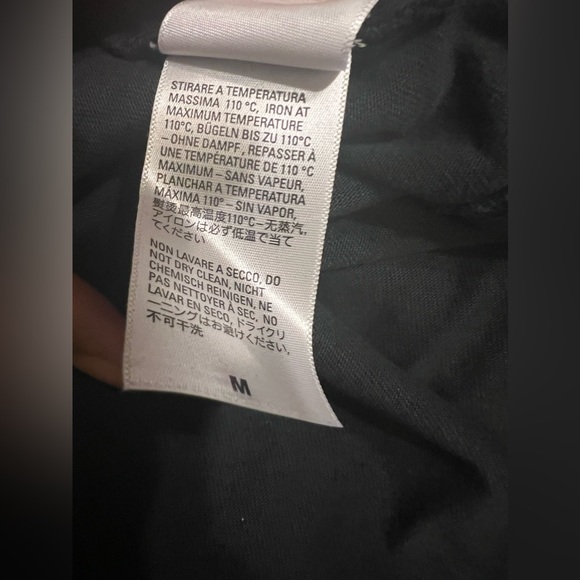 STIRARE A TEMPERATURA
MASSIMA 110 °C, IRON AT
MAXIMUM TEMPERATURE
110°C, BÜGELN BIS ZU 110°C
-OHNE DAMPF, REPASSER À
UNE TEMPÉRATURE DE 110 °C
MAXIMUM – SANS VAPEUR,
PLANCHAR A TEMPERATURA
MÁXIMA 110° – SIN VAPOR,
熨烫最高温度110°C–无蒸汽,
アイロンは必ず低温で当て
てください
NON LAVARE A SECCO, DO
NOT DRY CLEAN, NICHT
CHEMISCH REINIGEN, NE
PAS NETTOYER À SEC, NO
LAVAR EN SECO, ドライクリ
ーニングはお避けください,
不可干洗
M